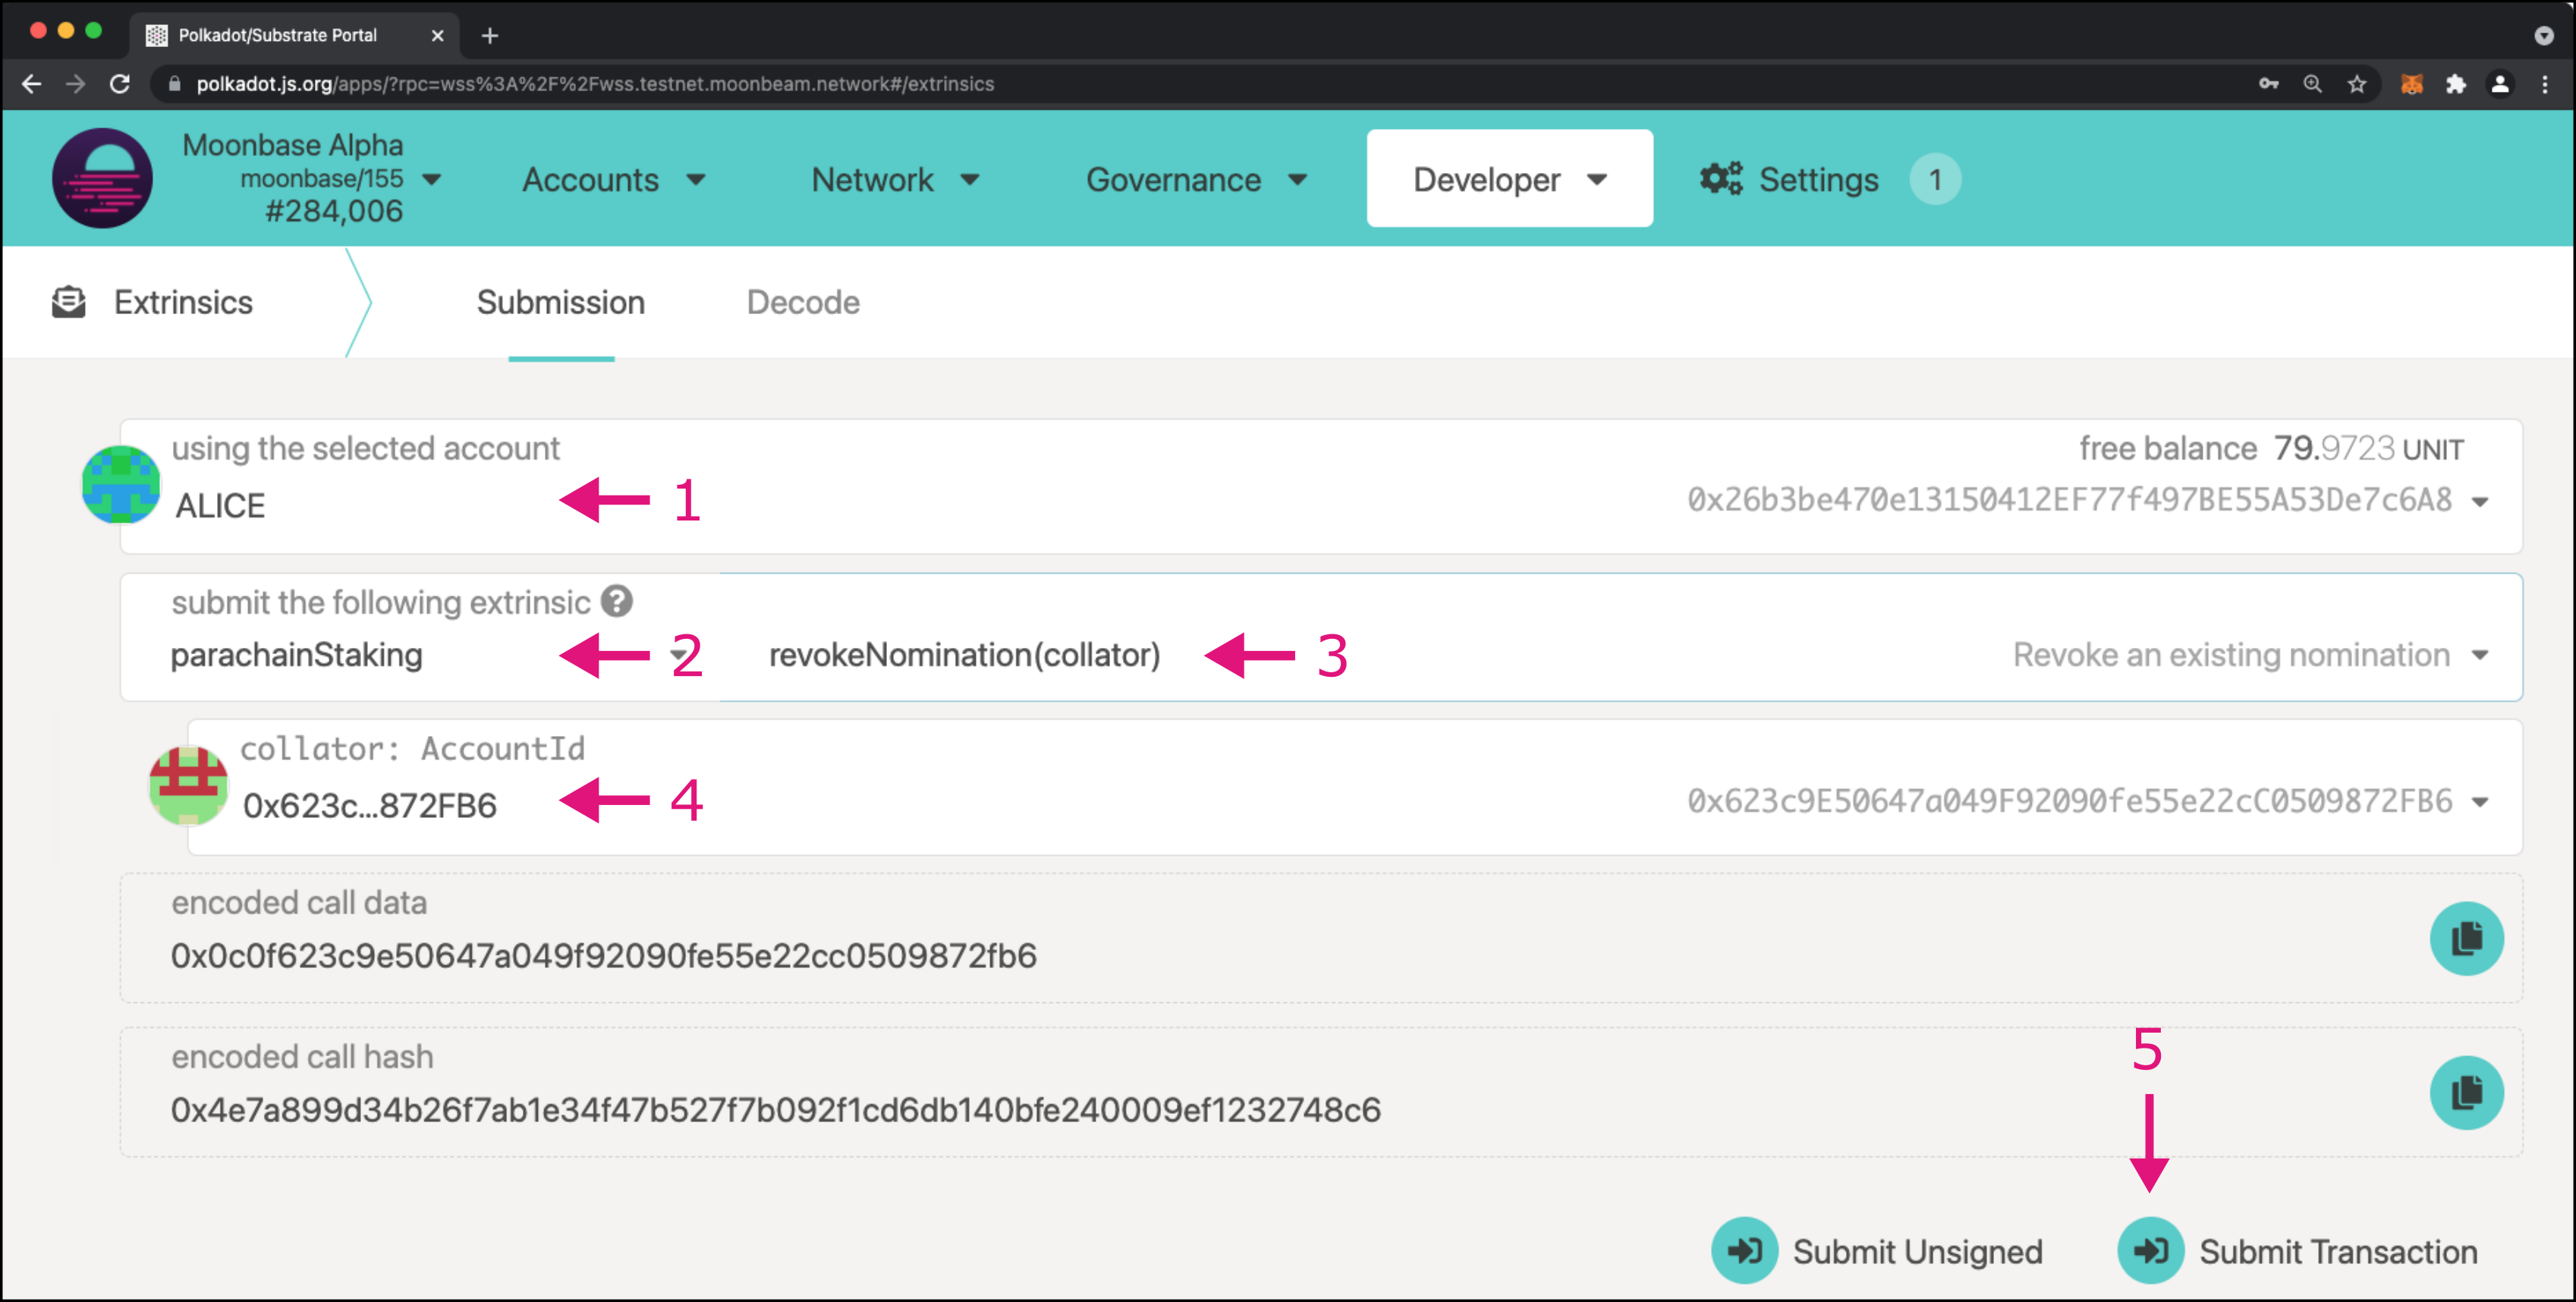 Polkadot/Substrate Portal
polkadot.js.org/apps/?rpc=wss%3A%2F%2Fwss.testnet.moonbeam.network#/extrinsics
Moonbase Alpha
moonbase/155
#284,006
Accounts
Network
Governance
Developer
Settings
1
Extrinsics
Submission
Decode
using the selected account
free balance 79.9723 UNIT
ALICE
1
0x26b3be470e13150412EF77f497BE55A53De7c6A8
submit the following extrinsic ?
parachainStaking
2
revokeNomination(collator)
3
Revoke an existing nomination
collator: AccountId
0x623c...872FB6
4
0x623c9E50647a049F92090fe55e22cC0509872FB6
encoded call data
0x0c0f623c9e50647a049f92090fe55e22cc0509872fb6
encoded call hash
0x4e7a899d34b26f7ab1e34f47b527f7b092f1cd6db140bfe240009ef1232748c6
5
Submit Unsigned
Submit Transaction